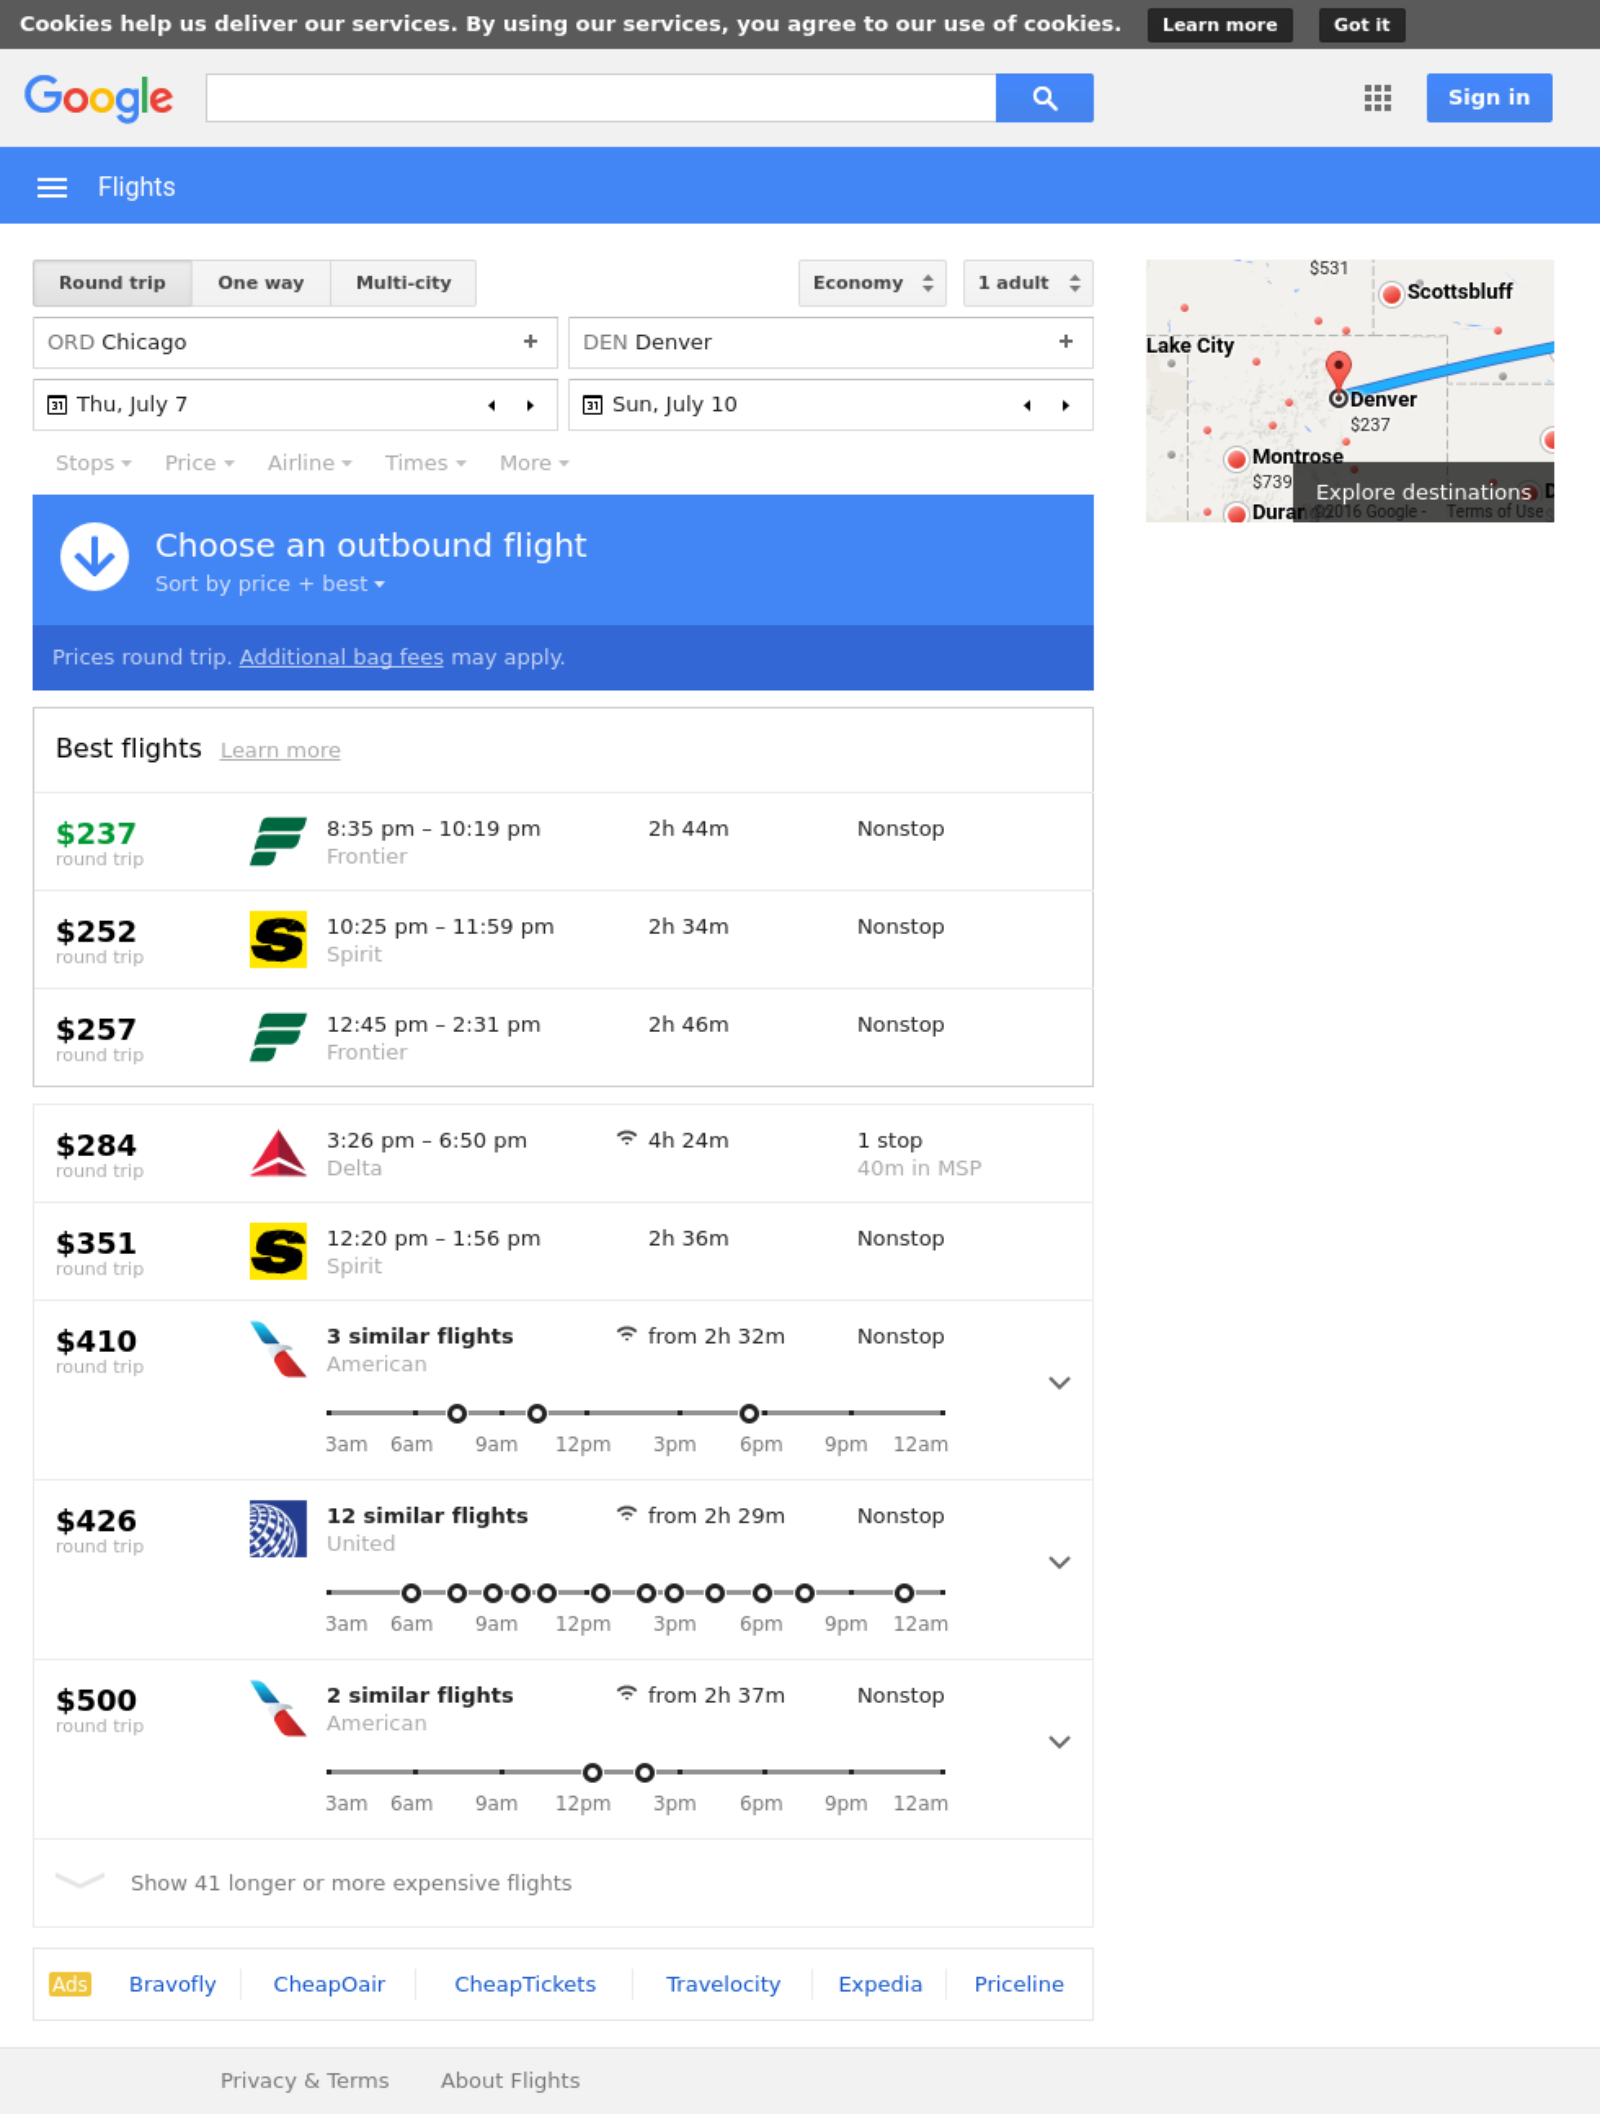 Cookies help us deliver our services. By using our services, you agree to our use of cookies. Learn more Got it
Google Sign in
Flights
Round trip One way Multi-city Economy 1 adult
ORD Chicago + DEN Denver +
31 Thu, July 7 31 Sun, July 10
Stops Price Airline Times More
$531
Scottsbluff
Lake City
Denver
$237
Montrose
$739
Explore destinations
©2016 Google - Terms of Use
Choose an outbound flight
Sort by price + best
Prices round trip. Additional bag fees may apply.
Best flights Learn more
$237 8:35 pm – 10:19 pm 2h 44m Nonstop
round trip Frontier
$252 10:25 pm – 11:59 pm 2h 34m Nonstop
round trip Spirit
$257 12:45 pm – 2:31 pm 2h 46m Nonstop
round trip Frontier
$284 3:26 pm – 6:50 pm 4h 24m 1 stop
round trip Delta 40m in MSP
$351 12:20 pm – 1:56 pm 2h 36m Nonstop
round trip Spirit
$410 3 similar flights from 2h 32m Nonstop
round trip American
3am 6am 9am 12pm 3pm 6pm 9pm 12am
$426 12 similar flights from 2h 29m Nonstop
round trip United
3am 6am 9am 12pm 3pm 6pm 9pm 12am
$500 2 similar flights from 2h 37m Nonstop
round trip American
3am 6am 9am 12pm 3pm 6pm 9pm 12am
Show 41 longer or more expensive flights
Ads Bravofly CheapOair CheapTickets Travelocity Expedia Priceline
Privacy & Terms About Flights